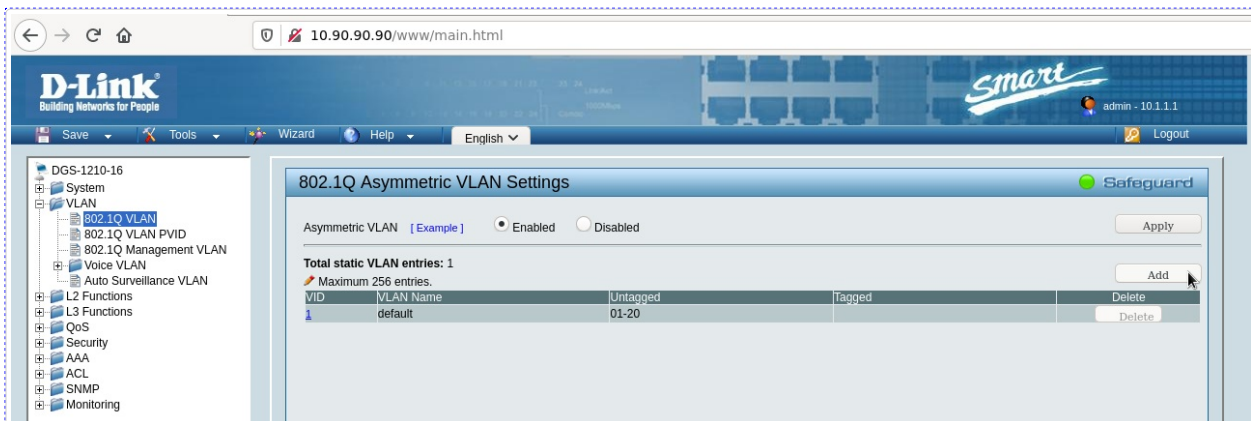 10.90.90.90/www/main.html
D-Link
Building Networks for People
smart
admin - 10.1.1.1
Save Tools Wizard Help English Logout
DGS-1210-16
System
VLAN
802.1Q VLAN
802.1Q VLAN PVID
802.1Q Management VLAN
Voice VLAN
Auto Surveillance VLAN
L2 Functions
L3 Functions
QoS
Security
AAA
ACL
SNMP
Monitoring
802.1Q Asymmetric VLAN Settings Safeguard
Asymmetric VLAN [ Example ] Enabled Disabled Apply
Total static VLAN entries: 1
Maximum 256 entries. Add
VID VLAN Name Untagged Tagged Delete
1 default 01-20 Delete